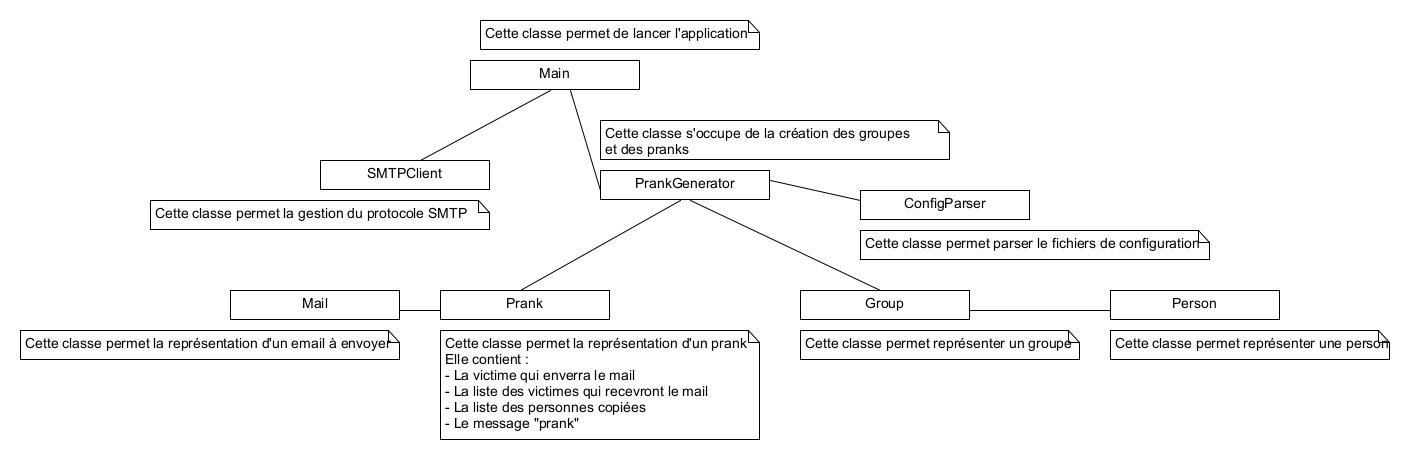 Cette classe permet de lancer l'application
Main
Cette classe s'occupe de la création des groupes
et des pranks
SMTPClient
PrankGenerator
ConfigParser
Cette classe permet la gestion du protocole SMTP
Cette classe permet parser le fichiers de configuration
Mail
Prank
Group
Person
Cette classe permet la représentation d'un email à envoyer
Cette classe permet la représentation d'un prank
Elle contient :
- La victime qui enverra le mail
- La liste des victimes qui recevront le mail
- La liste des personnes copiées
- Le message "prank"
Cette classe permet représenter un groupe
Cette classe permet représenter une person